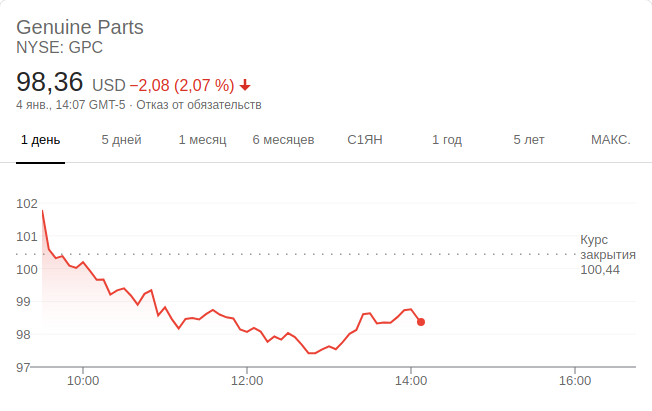 Genuine Parts
NYSE: GPC
98,36 USD −2,08 (2,07 %)
4 янв., 14:07 GMT-5 · Отказ от обязательств
1 день 5 дней 1 месяц 6 месяцев С1ЯН 1 год 5 лет МАКС.
102
101
Курс
закрытия
100,44
100
99
98
97
10:00 12:00 14:00 16:00